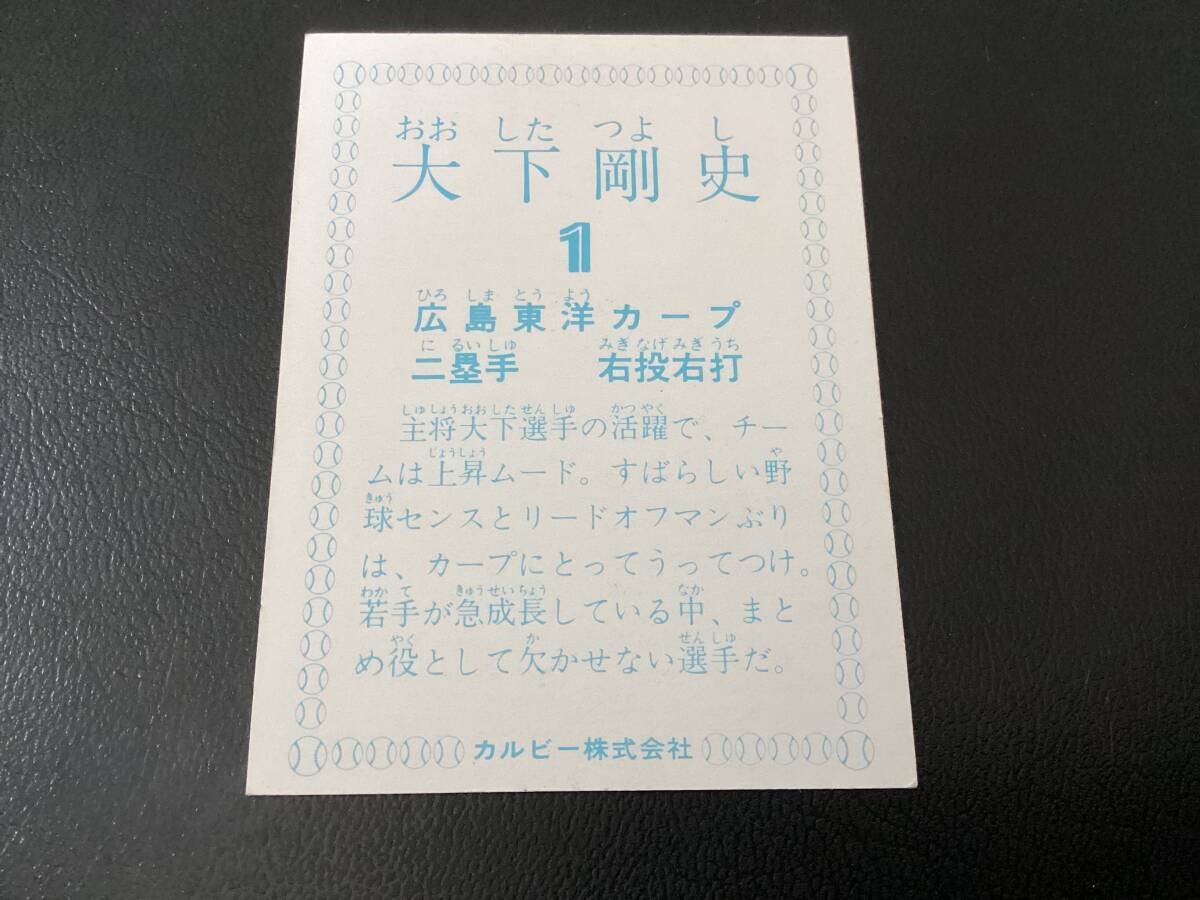 おお した つよ し
大下剛史
1
ひろ しま とう よう
広島東洋カープ
に るい しゅ みぎ なげ みぎ うち
二塁手 右投右打
しゅ しょう おお した せん しゅ かつ やく
主将大下選手の活躍で、チー
じょう しょう や
ムは上昇ムード。すばらしい野
きゅう
球センスとリードオフマンぶり
は、カープにとってうってつけ。
わか て きゅう せい ちょう なか
若手が急成長している中、まと
やく か せん しゅ
め役として欠かせない選手だ。
カルビー株式会社